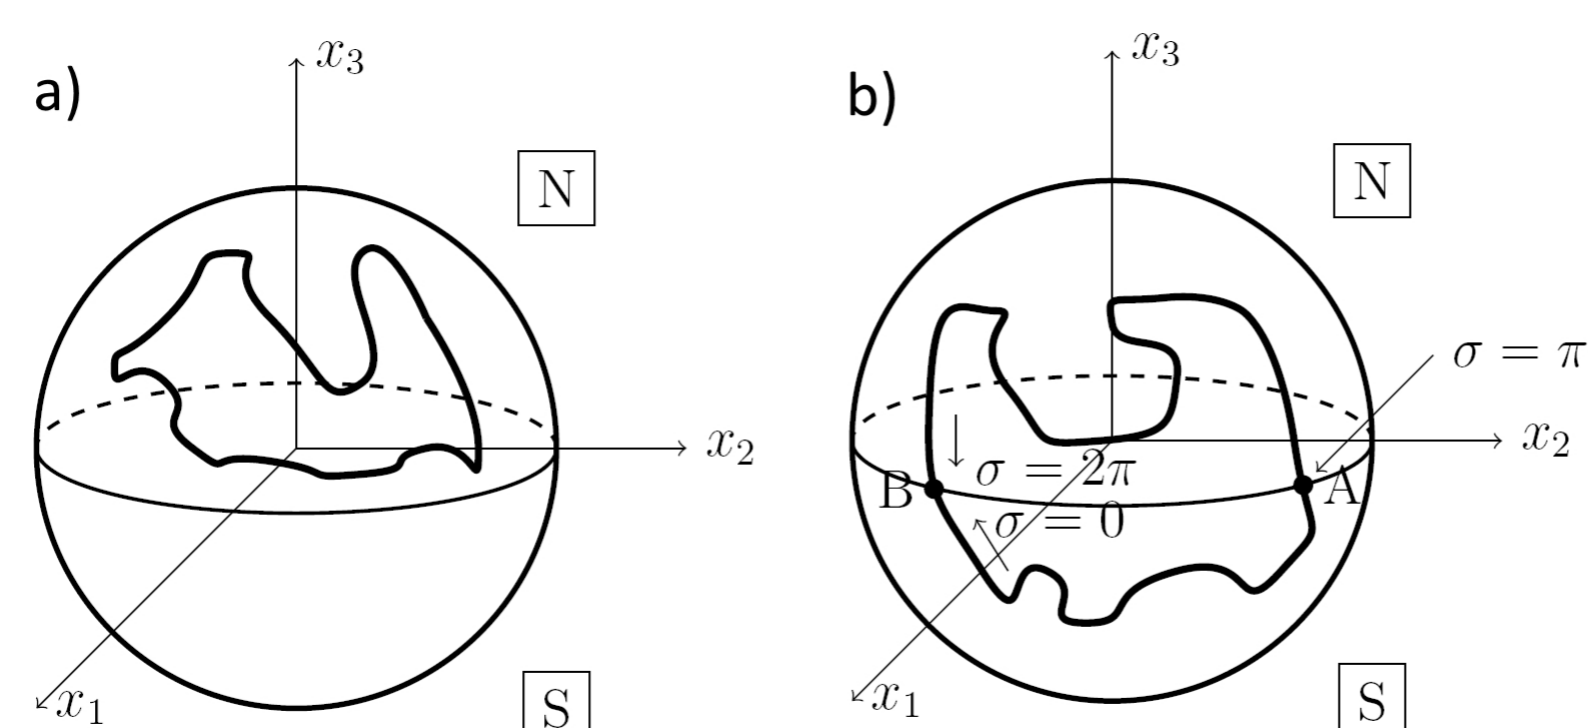 a)
x₃
N
x₂
x₁
S
b)
x₃
N
σ = π
x₂
σ = 2π
B
A
σ = 0
x₁
S